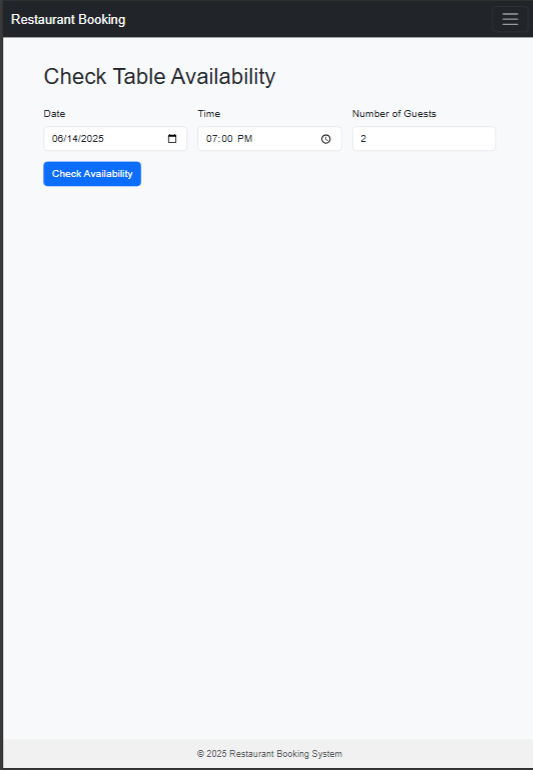 Restaurant Booking
Check Table Availability
Date Time Number of Guests
06/14/2025 07:00 PM 2
Check Availability
© 2025 Restaurant Booking System